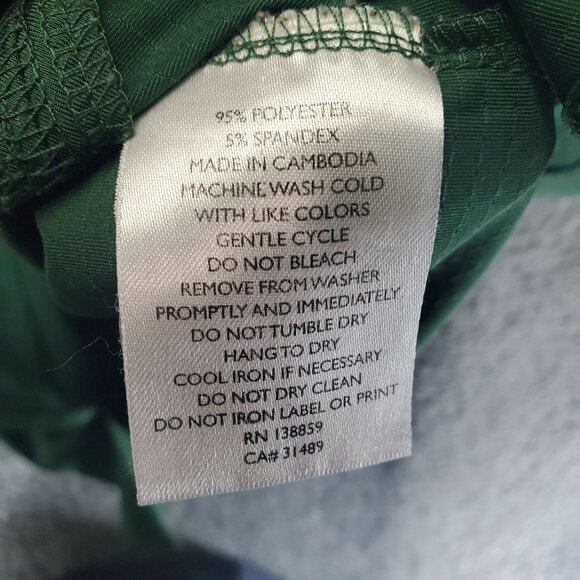 95% POLYESTER
5% SPANDEX
MADE IN CAMBODIA
MACHINE WASH COLD
WITH LIKE COLORS
GENTLE CYCLE
DO NOT BLEACH
REMOVE FROM WASHER
PROMPTLY AND IMMEDIATELY
DO NOT TUMBLE DRY
HANG TO DRY
COOL IRON IF NECESSARY
DO NOT DRY CLEAN
DO NOT IRON LABEL OR PRINT
RN 138859
CA# 31489